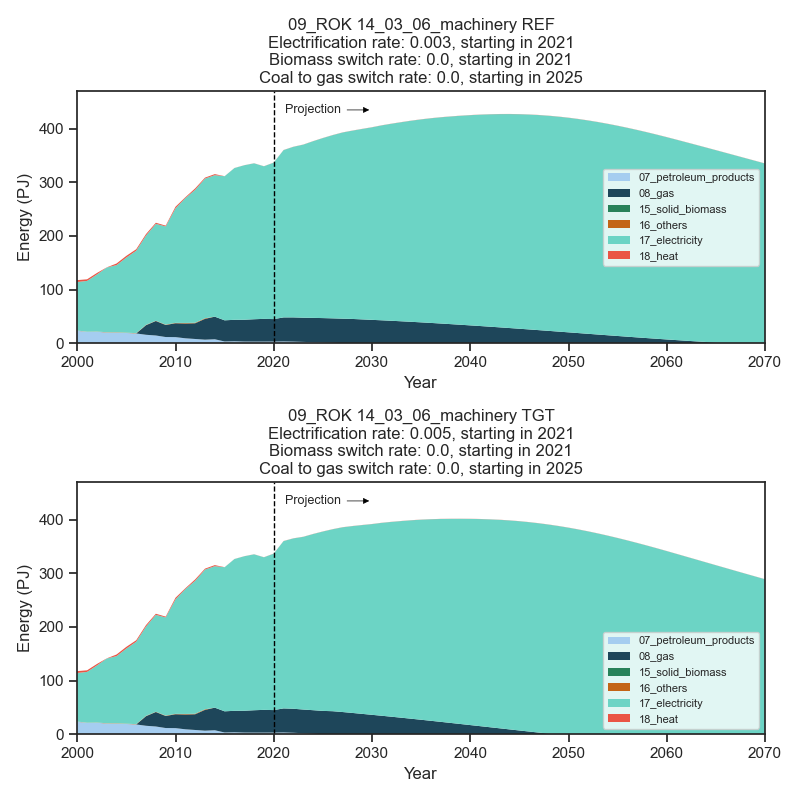 09_ROK 14_03_06_machinery REF
Electrification rate: 0.003, starting in 2021
Biomass switch rate: 0.0, starting in 2021
Coal to gas switch rate: 0.0, starting in 2025
Projection
400
300
200
100
0
Energy (PJ)
07_petroleum_products
08_gas
15_solid_biomass
16_others
17_electricity
18_heat
2000 2010 2020 2030 2040 2050 2060 2070
Year
09_ROK 14_03_06_machinery TGT
Electrification rate: 0.005, starting in 2021
Biomass switch rate: 0.0, starting in 2021
Coal to gas switch rate: 0.0, starting in 2025
Projection
400
300
200
100
0
Energy (PJ)
07_petroleum_products
08_gas
15_solid_biomass
16_others
17_electricity
18_heat
2000 2010 2020 2030 2040 2050 2060 2070
Year